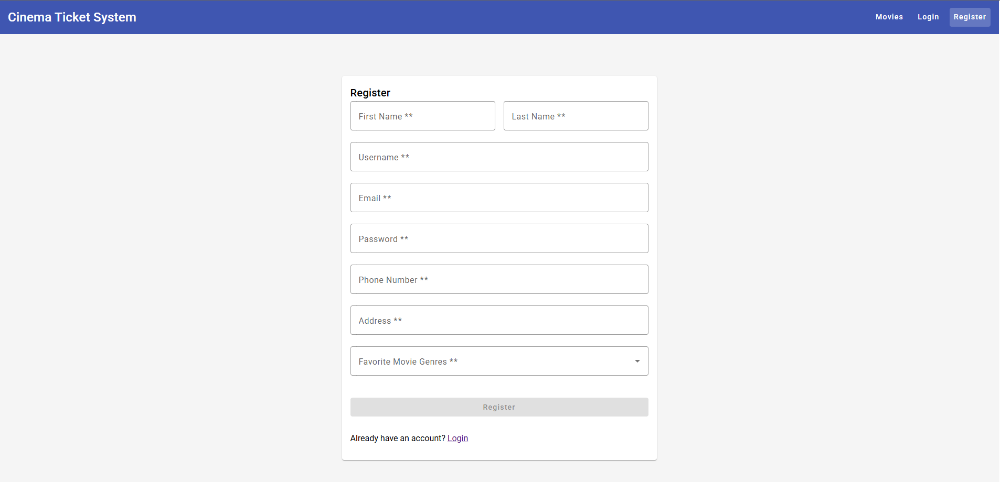 Cinema Ticket System
Movies Login Register
Register
First Name ** Last Name **
Username **
Email **
Password **
Phone Number **
Address **
Favorite Movie Genres **
Register
Already have an account? Login